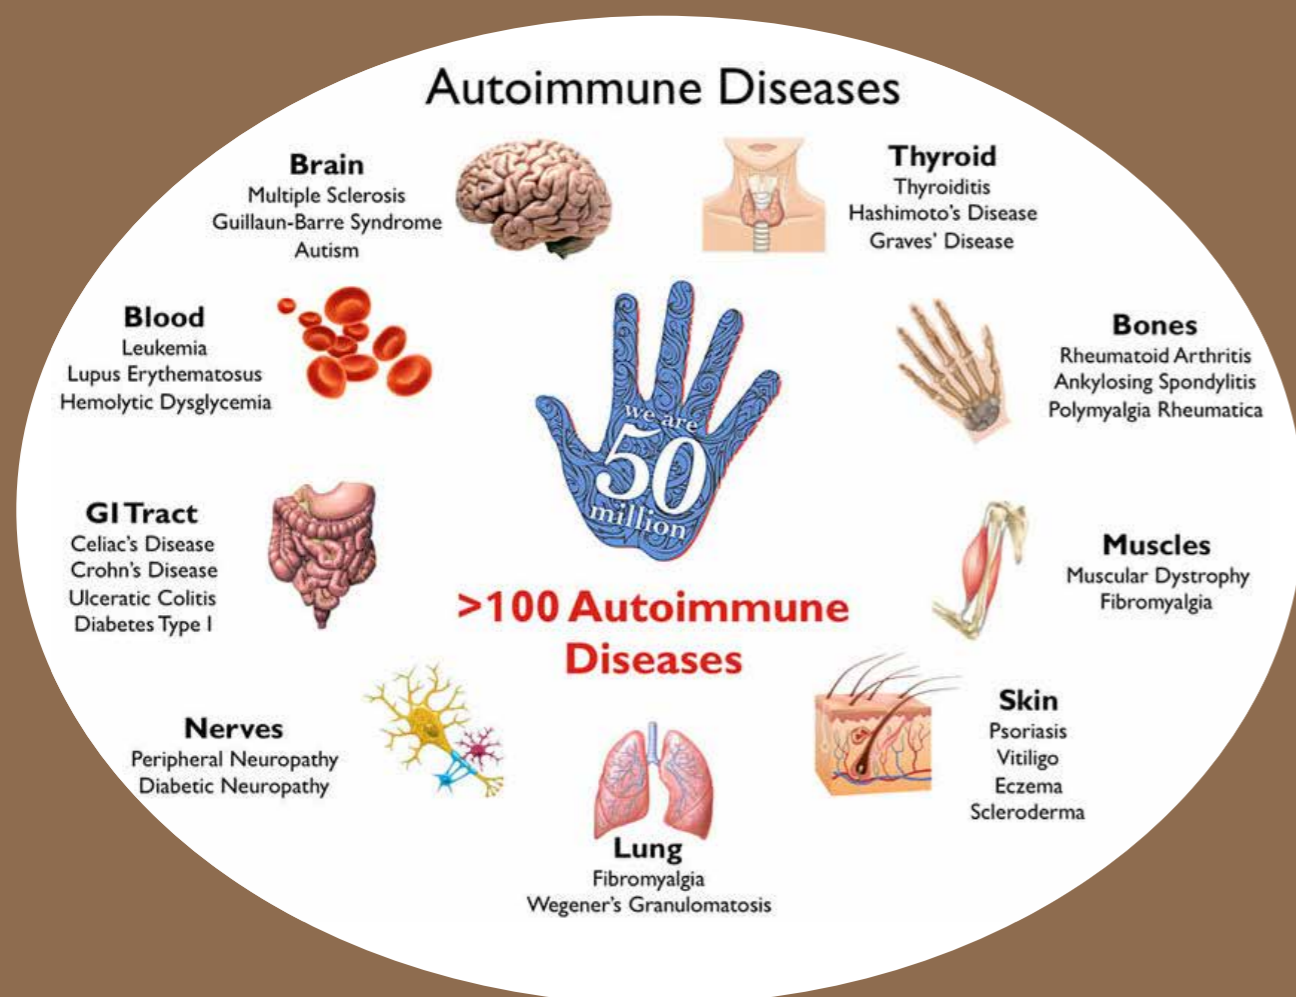 Autoimmune Diseases
Brain
Multiple Sclerosis
Guillaun-Barre Syndrome
Autism
Thyroid
Thyroiditis
Hashimoto's Disease
Graves' Disease
Blood
Leukemia
Lupus Erythematosus
Hemolytic Dysglycemia
Bones
Rheumatoid Arthritis
Ankylosing Spondylitis
Polymyalgia Rheumatica
we are
50
million
GI Tract
Celiac's Disease
Crohn's Disease
Ulceratic Colitis
Diabetes Type I
Muscles
Muscular Dystrophy
Fibromyalgia
>100 Autoimmune
Diseases
Nerves
Peripheral Neuropathy
Diabetic Neuropathy
Skin
Psoriasis
Vitiligo
Eczema
Scleroderma
Lung
Fibromyalgia
Wegener's Granulomatosis